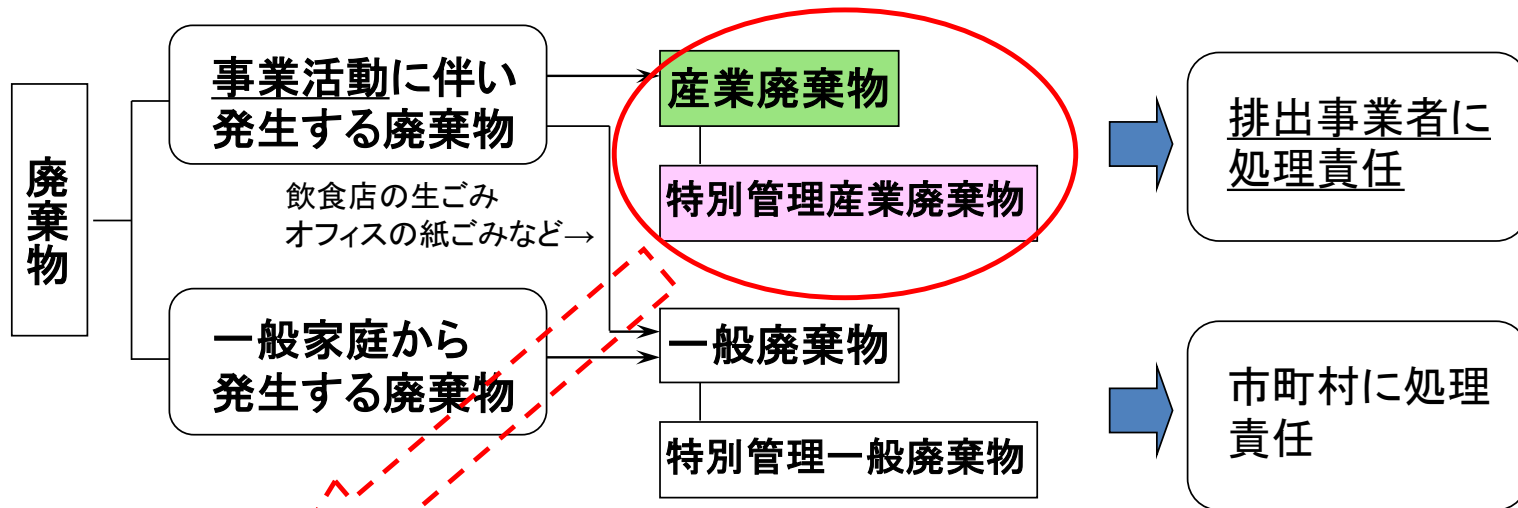 廃棄物
事業活動に伴い
発生する廃棄物
飲食店の生ごみ
オフィスの紙ごみなど→
一般家庭から
発生する廃棄物
産業廃棄物
特別管理産業廃棄物
一般廃棄物
特別管理一般廃棄物
排出事業者に
処理責任
市町村に処理
責任